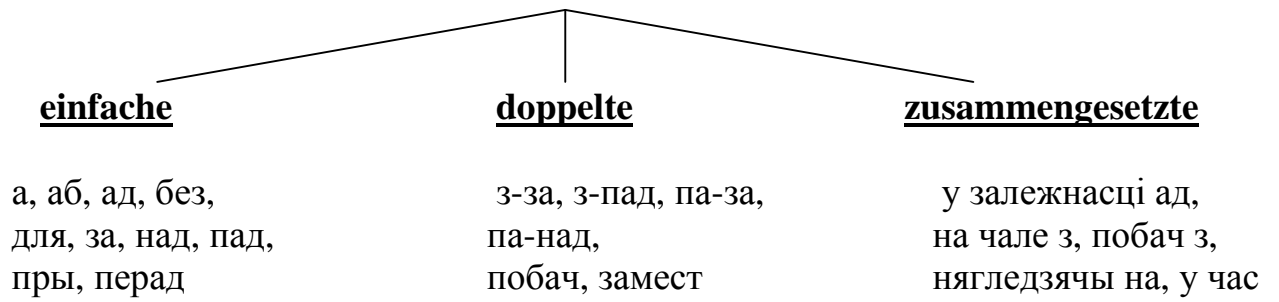 einfache doppelte zusammengesetzte
а, аб, ад, без, з-за, з-пад, па-за, у залежнасці ад,
для, за, над, пад, па-над, на чале з, побач з,
пры, перад побач, замест нягледзячы на, у час